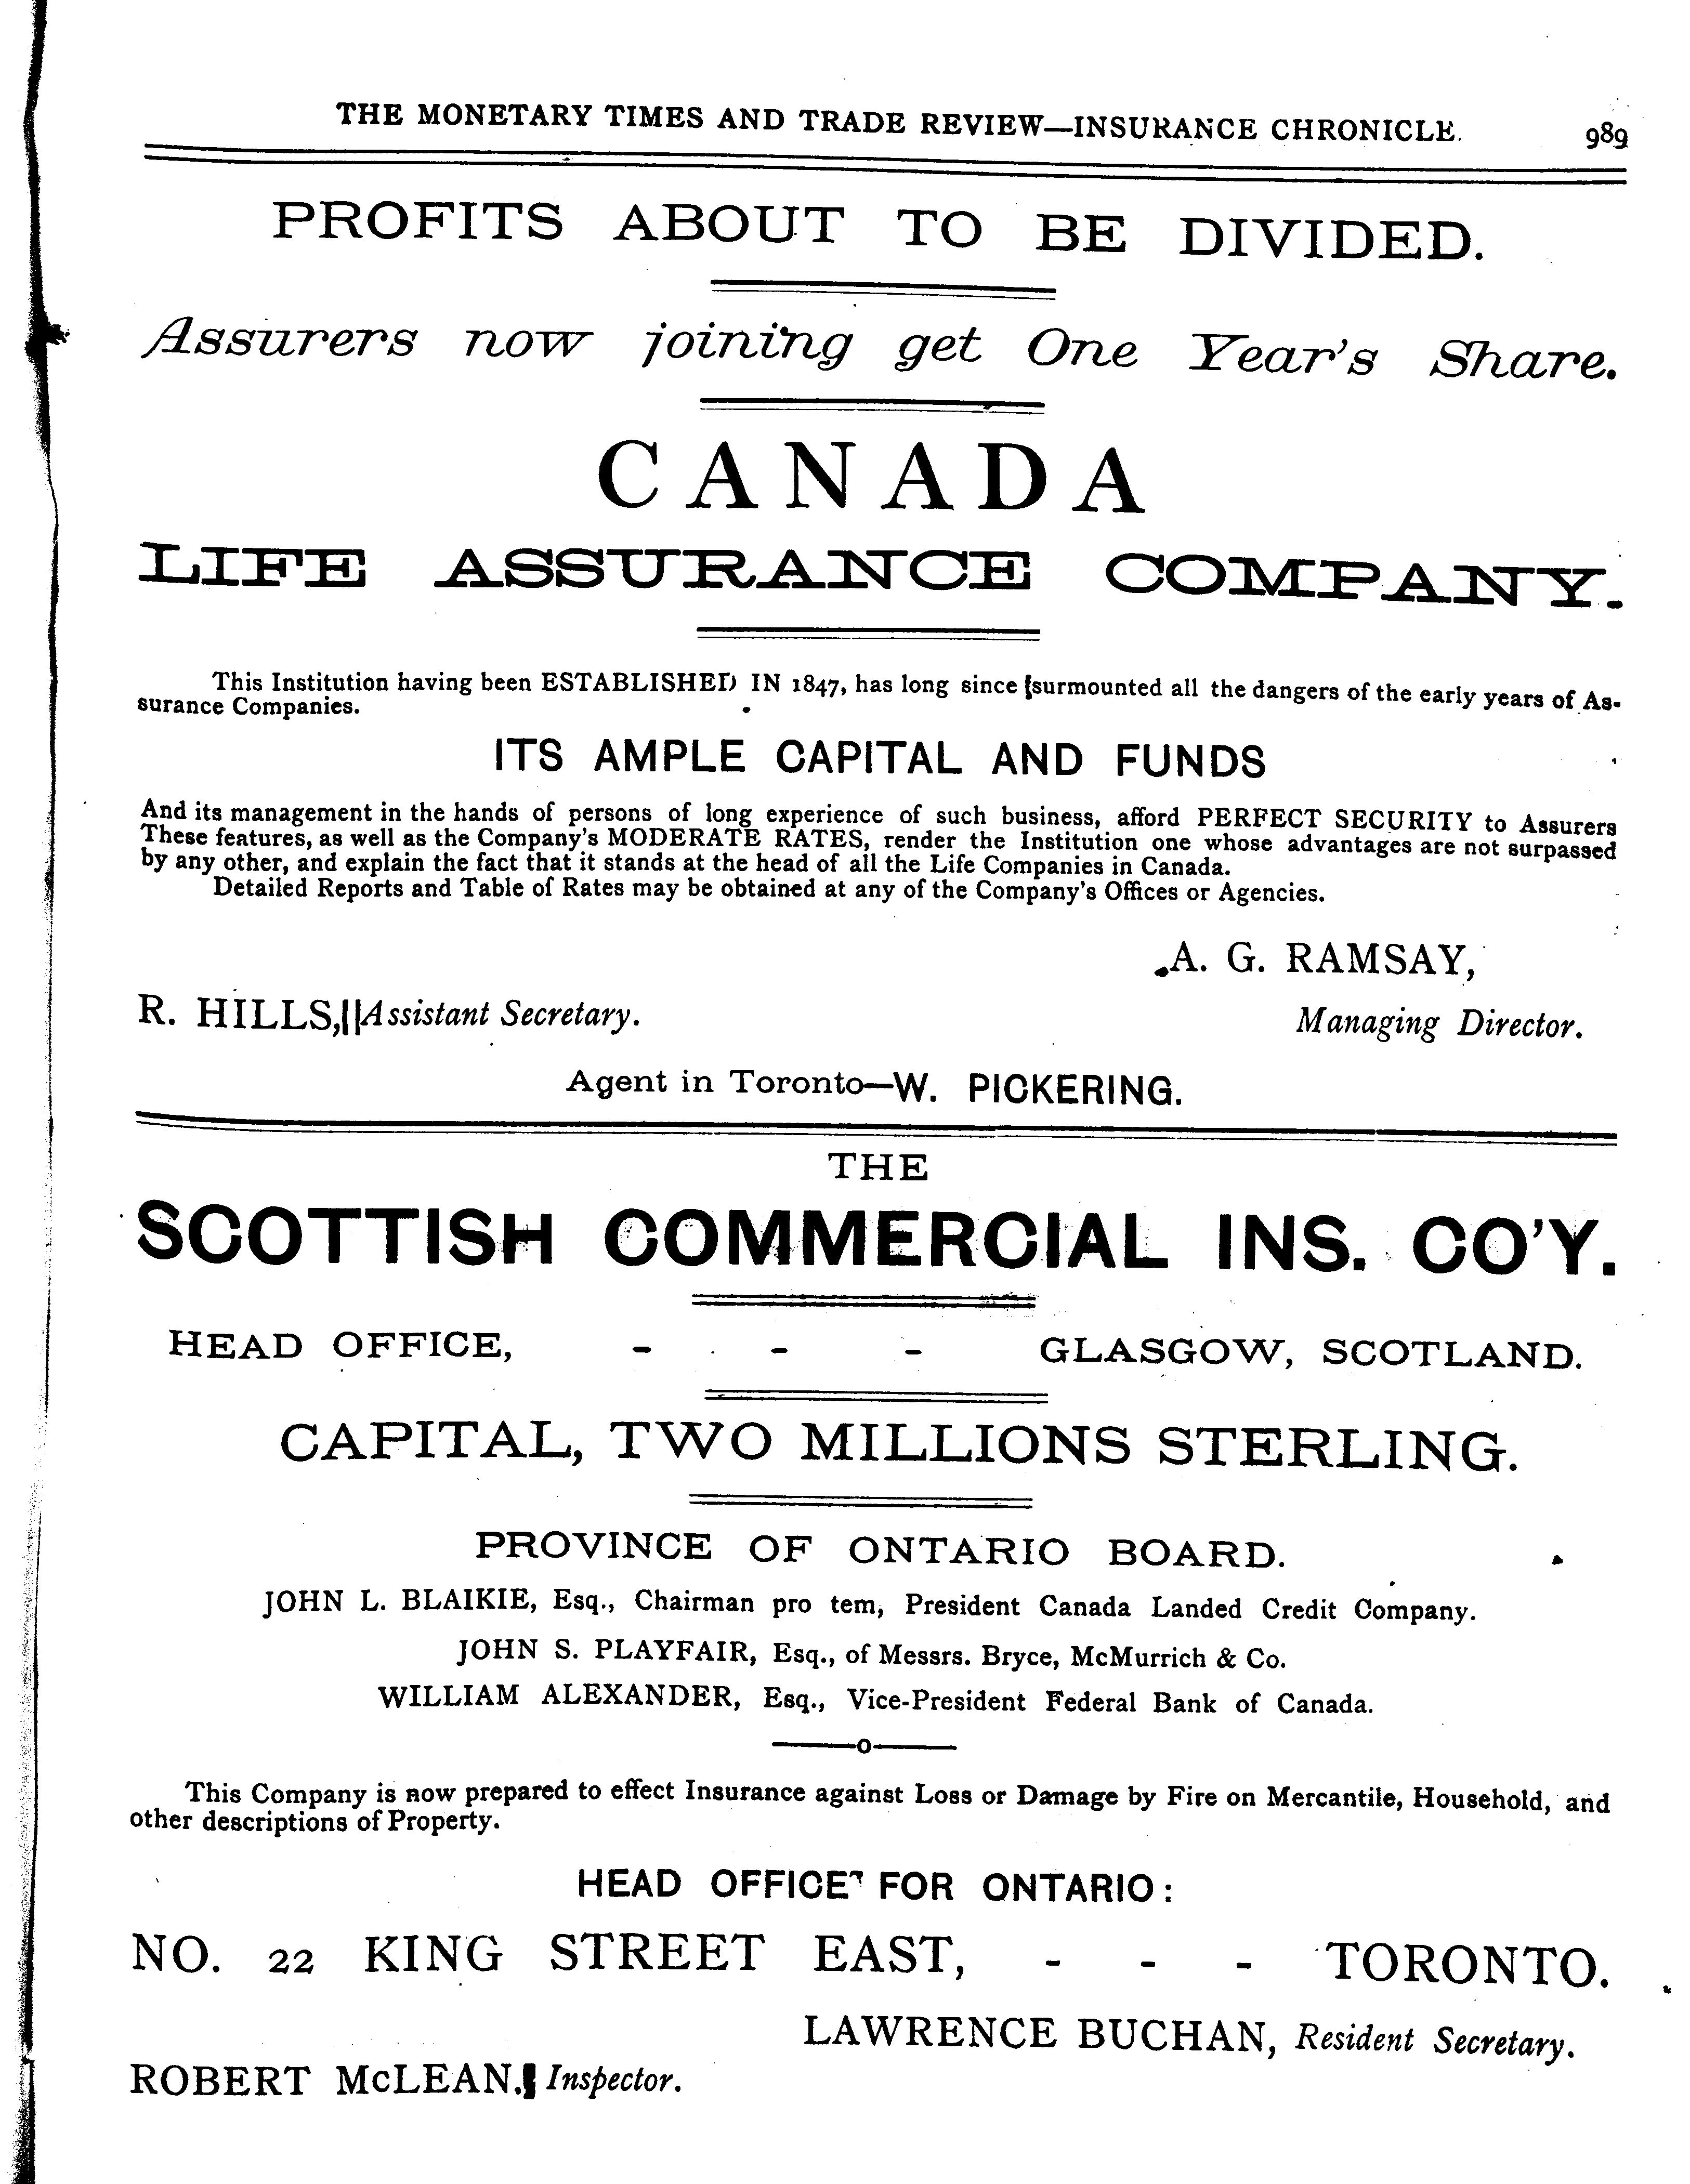 THE MONETARY TIMES AND TRADE REVIEW—INSURANCE CHRONICLE. 989
PROFITS ABOUT TO BE DIVIDED.
Assurers now joining get One Year's Share.
CANADA
LIFE ASSURANCE COMPANY.
This Institution having been ESTABLISHED IN 1847, has long since surmounted all the dangers of the early years of As-
surance Companies.
ITS AMPLE CAPITAL AND FUNDS
And its management in the hands of persons of long experience of such business, afford PERFECT SECURITY to Assurers
These features, as well as the Company's MODERATE RATES, render the Institution one whose advantages are not surpassed
by any other, and explain the fact that it stands at the head of all the Life Companies in Canada.
Detailed Reports and Table of Rates may be obtained at any of the Company's Offices or Agencies.
A. G. RAMSAY,
R. HILLS, Assistant Secretary. Managing Director.
Agent in Toronto—W. PICKERING.
THE
SCOTTISH COMMERCIAL INS. CO'Y.
HEAD OFFICE, - - - GLASGOW, SCOTLAND.
CAPITAL, TWO MILLIONS STERLING.
PROVINCE OF ONTARIO BOARD.
JOHN L. BLAIKIE, Esq., Chairman pro tem, President Canada Landed Credit Company.
JOHN S. PLAYFAIR, Esq., of Messrs. Bryce, McMurrich & Co.
WILLIAM ALEXANDER, Esq., Vice-President Federal Bank of Canada.
———o———
This Company is now prepared to effect Insurance against Loss or Damage by Fire on Mercantile, Household, and
other descriptions of Property.
HEAD OFFICE FOR ONTARIO:
NO. 22 KING STREET EAST, - - - TORONTO.
LAWRENCE BUCHAN, Resident Secretary.
ROBERT McLEAN. Inspector.